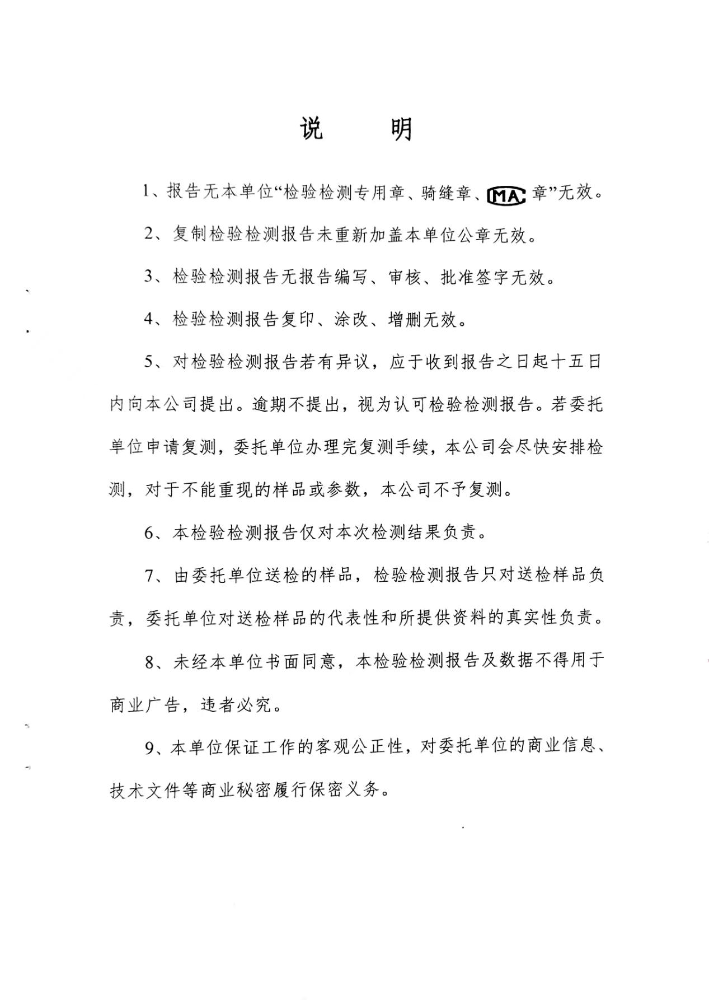 说 明
1、报告无本单位“检验检测专用章、骑缝章、CMA章”无效。
2、复制检验检测报告未重新加盖本单位公章无效。
3、检验检测报告无报告编写、审核、批准签字无效。
4、检验检测报告复印、涂改、增删无效。
5、对检验检测报告若有异议，应于收到报告之日起十五日
内向本公司提出。逾期不提出，视为认可检验检测报告。若委托
单位申请复测，委托单位办理完复测手续，本公司会尽快安排检
测，对于不能重现的样品或参数，本公司不予复测。
6、本检验检测报告仅对本次检测结果负责。
7、由委托单位送检的样品，检验检测报告只对送检样品负
责，委托单位对送检样品的代表性和所提供资料的真实性负责。
8、未经本单位书面同意，本检验检测报告及数据不得用于
商业广告，违者必究。
9、本单位保证工作的客观公正性，对委托单位的商业信息、
技术文件等商业秘密履行保密义务。